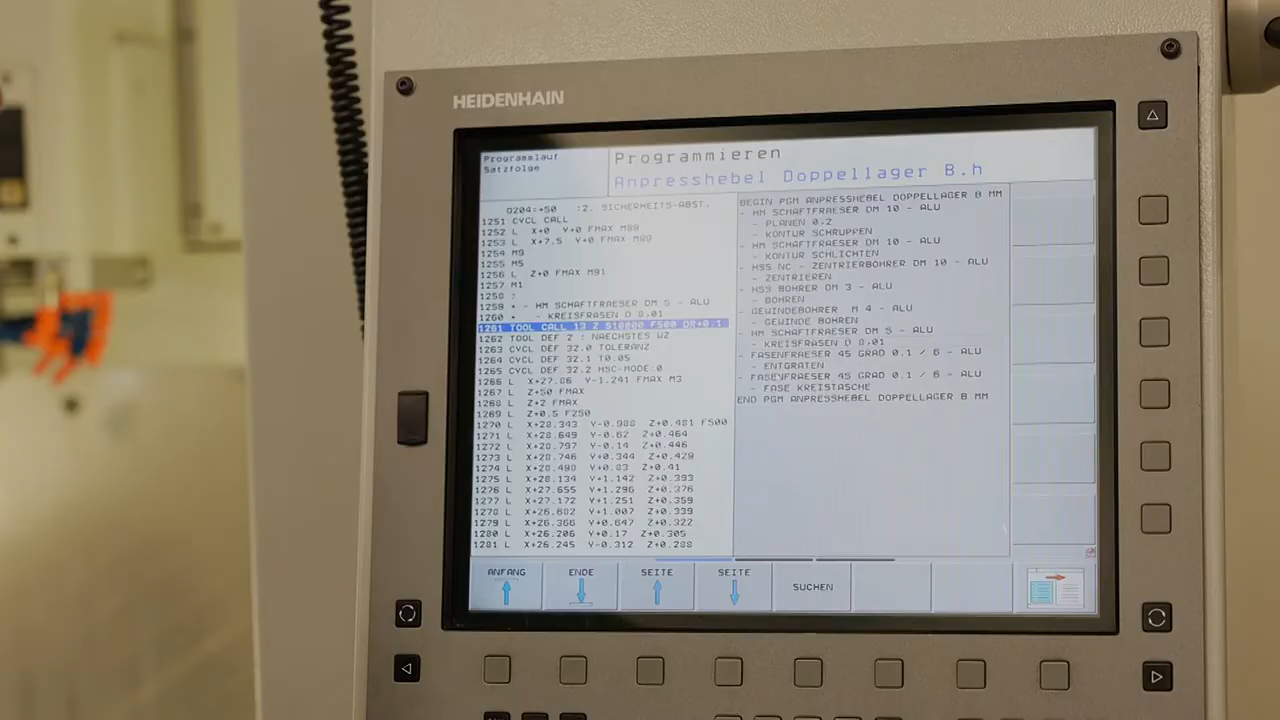 HEIDENHAIN
Programmlauf
Satzfolge
Programmieren
Anpresshebel Doppellager B.h
Q204=+50 ;2. SICHERHEITS-ABST.
1251 CYCL CALL
1252 L X+0 Y+0 FMAX M99
1253 L X+7.5 Y+0 FMAX M99
1254 M9
1255 M5
1256 L Z+0 FMAX M91
1257 M1
1258 ;
1259 * - HM SCHAFTFRAESER DM 5 - ALU
1260 * - KREISFRASEN D 8,01
1261 TOOL CALL 13 Z S10000 F500 DR+0.1
1262 TOOL DEF 2 ; NAECHSTES WZ
1263 CYCL DEF 32.0 TOLERANZ
1264 CYCL DEF 32.1 T0.05
1265 CYCL DEF 32.2 HSC-MODE:0
1266 L X+27.86 Y-1.241 FMAX M3
1267 L Z+50 FMAX
1268 L Z+2 FMAX
1269 L Z+0.5 F250
1270 L X+28.343 Y-0.988 Z+0.481 F500
1271 L X+28.649 Y-0.62 Z+0.464
1272 L X+28.797 Y-0.14 Z+0.446
1273 L X+28.746 Y+0.344 Z+0.429
1274 L X+28.498 Y+0.83 Z+0.41
1275 L X+28.134 Y+1.142 Z+0.393
1276 L X+27.655 Y+1.296 Z+0.376
1277 L X+27.172 Y+1.251 Z+0.359
1278 L X+26.682 Y+1.007 Z+0.339
1279 L X+26.366 Y+0.647 Z+0.322
1280 L X+26.206 Y+0.17 Z+0.305
1281 L X+26.245 Y-0.312 Z+0.288
BEGIN PGM ANPRESSHEBEL DOPPELLAGER B MM
- HM SCHAFTFRAESER DM 10 - ALU
- PLANEN 0.2
- KONTUR SCHRUPPEN
- HM SCHAFTFRAESER DM 10 - ALU
- KONTUR SCHLICHTEN
- HSS NC - ZENTRIERBOHRER DM 10 - ALU
- ZENTRIEREN
- HSS BOHRER DM 3 - ALU
- BOHREN
- GEWINDEBOHRER M 4 - ALU
- GEWINDE BOHREN
- HM SCHAFTFRAESER DM 5 - ALU
- KREISFRASEN D 8,01
- FASENFRAESER 45 GRAD 0.1 / 6 - ALU
- ENTGRATEN
- FASENFRAESER 45 GRAD 0.1 / 6 - ALU
- FASE KREISTASCHE
END PGM ANPRESSHEBEL DOPPELLAGER B MM
ANFANG
ENDE
SEITE
SEITE
SUCHEN